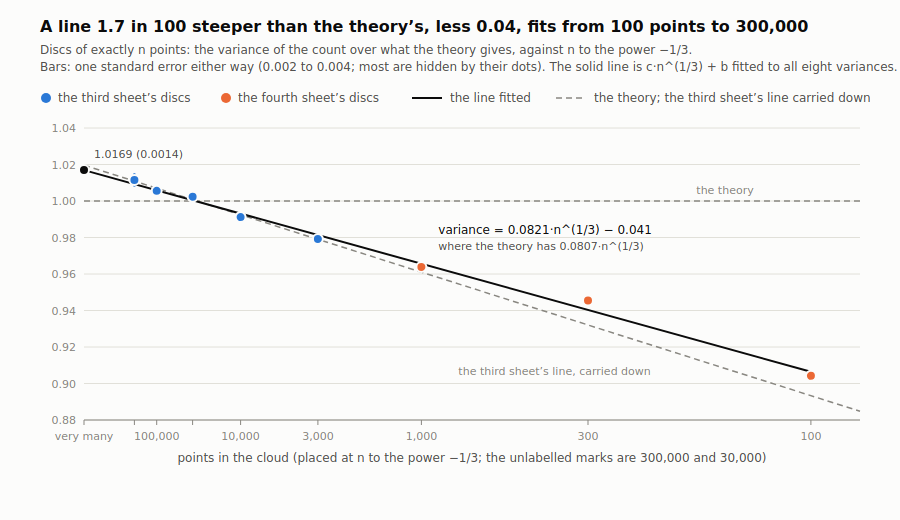 A line 1.7 in 100 steeper than the theory’s, less 0.04, fits from 100 points to 300,000
Discs of exactly n points: the variance of the count over what the theory gives, against n to the power −1/3.
Bars: one standard error either way (0.002 to 0.004; most are hidden by their dots). The solid line is c·n^(1/3) + b fitted to all eight variances.
the third sheet’s discs
the fourth sheet’s discs
the line fitted
the theory; the third sheet’s line carried down
1.04
1.02
1.00
0.98
0.96
0.94
0.92
0.90
0.88
1.0169 (0.0014)
the theory
variance = 0.0821·n^(1/3) − 0.041
where the theory has 0.0807·n^(1/3)
the third sheet’s line, carried down
very many
100,000
10,000
3,000
1,000
300
100
points in the cloud (placed at n to the power −1/3; the unlabelled marks are 300,000 and 30,000)